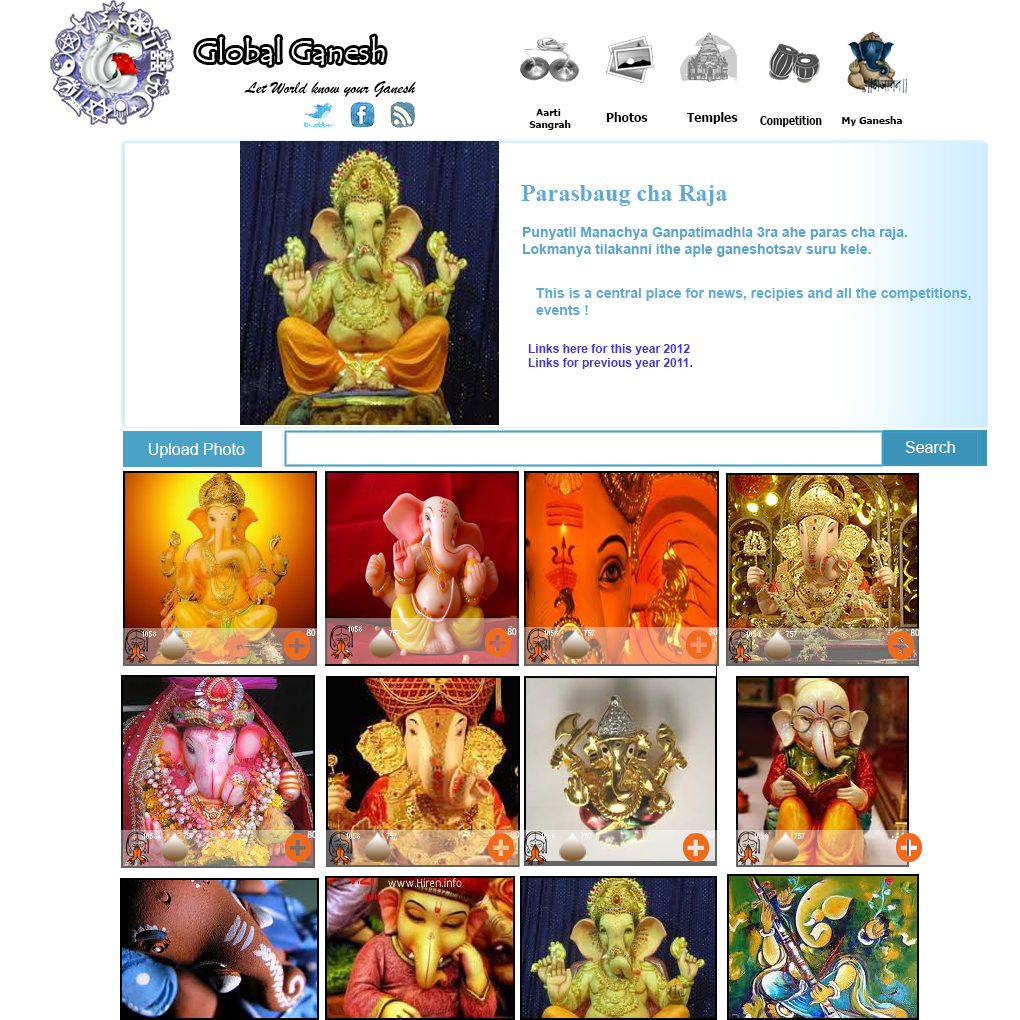 Global Ganesh
Let World know your Ganesh
twitter
Aarti
Sangrah
Photos
Temples
Competition
My Ganesha
Parasbaug cha Raja
Punyatil Manachya Ganpatimadhla 3ra ahe paras cha raja.
Lokmanya tilakanni ithe aple ganeshotsav suru kele.
This is a central place for news, recipies and all the competitions,
events !
Links here for this year 2012
Links for previous year 2011.
Upload Photo
Search
1058 757 80
1058 757 80
1058 757 80
1058 757 80
1058 757 80
1058 757 80
1058 757 80
1058 757
www.Hiren.info